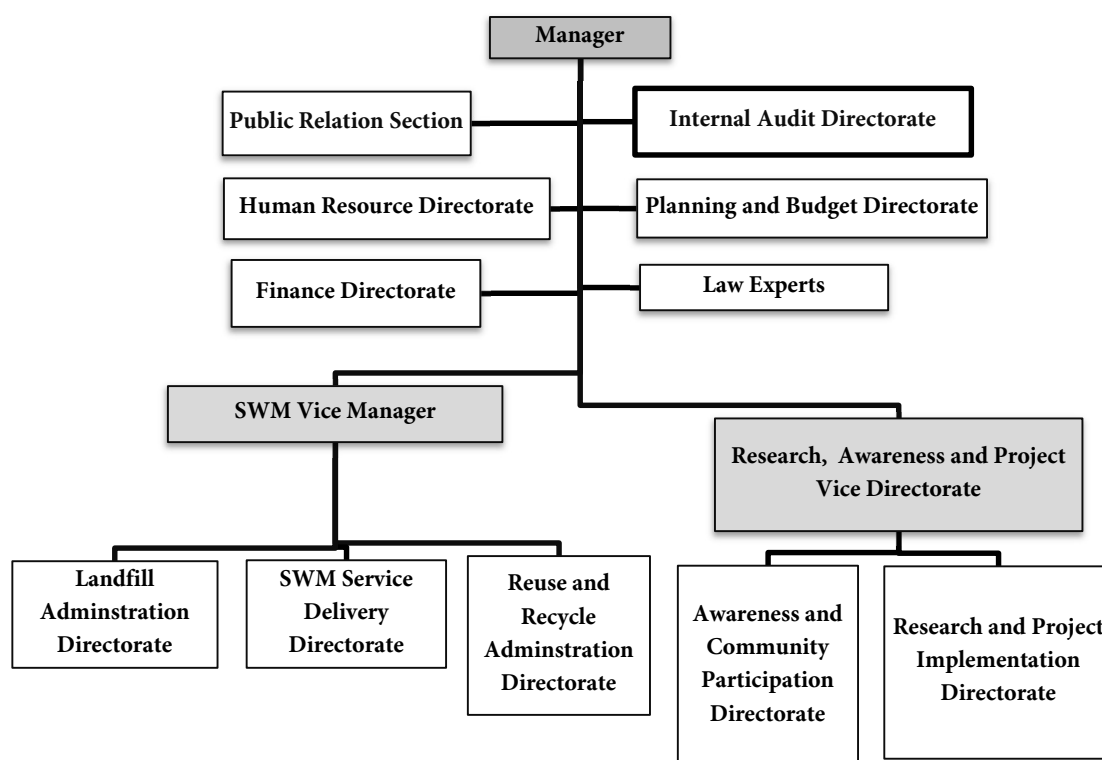 Manager
Public Relation Section
Internal Audit Directorate
Human Resource Directorate
Planning and Budget Directorate
Finance Directorate
Law Experts
SWM Vice Manager
Research, Awareness and Project
Vice Directorate
Landfill
Adminstration
Directorate
SWM Service
Delivery
Directorate
Reuse and
Recycle
Adminstration
Directorate
Awareness and
Community
Participation
Directorate
Research and Project
Implementation
Directorate